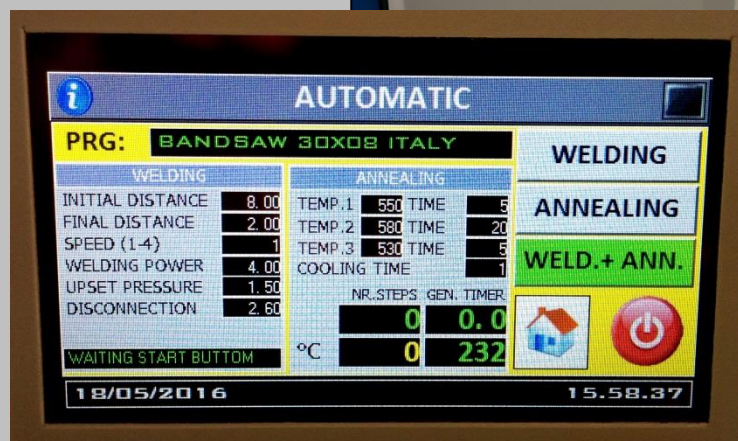 AUTOMATIC
PRG: BANDSAW 30X08 ITALY
WELDING
INITIAL DISTANCE 8.00
FINAL DISTANCE 2.00
SPEED (1-4) 1
WELDING POWER 4.00
UPSET PRESSURE 1.50
DISCONNECTION 2.60
WAITING START BUTTOM
ANNEALING
TEMP.1 550 TIME 5
TEMP.2 580 TIME 20
TEMP.3 530 TIME 5
COOLING TIME 1
NR.STEPS GEN. TIMER
0 0.0
°C 0 232
WELDING
ANNEALING
WELD.+ ANN.
18/05/2016 15.58.37